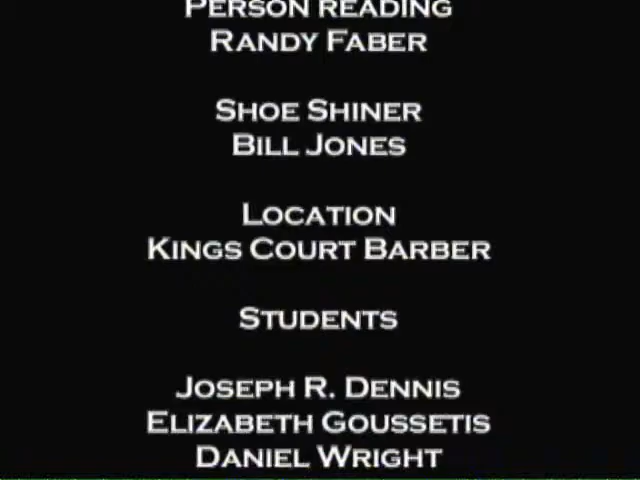 PERSON READING
RANDY FABER
SHOE SHINER
BILL JONES
LOCATION
KINGS COURT BARBER
STUDENTS
JOSEPH R. DENNIS
ELIZABETH GOUSSETIS
DANIEL WRIGHT